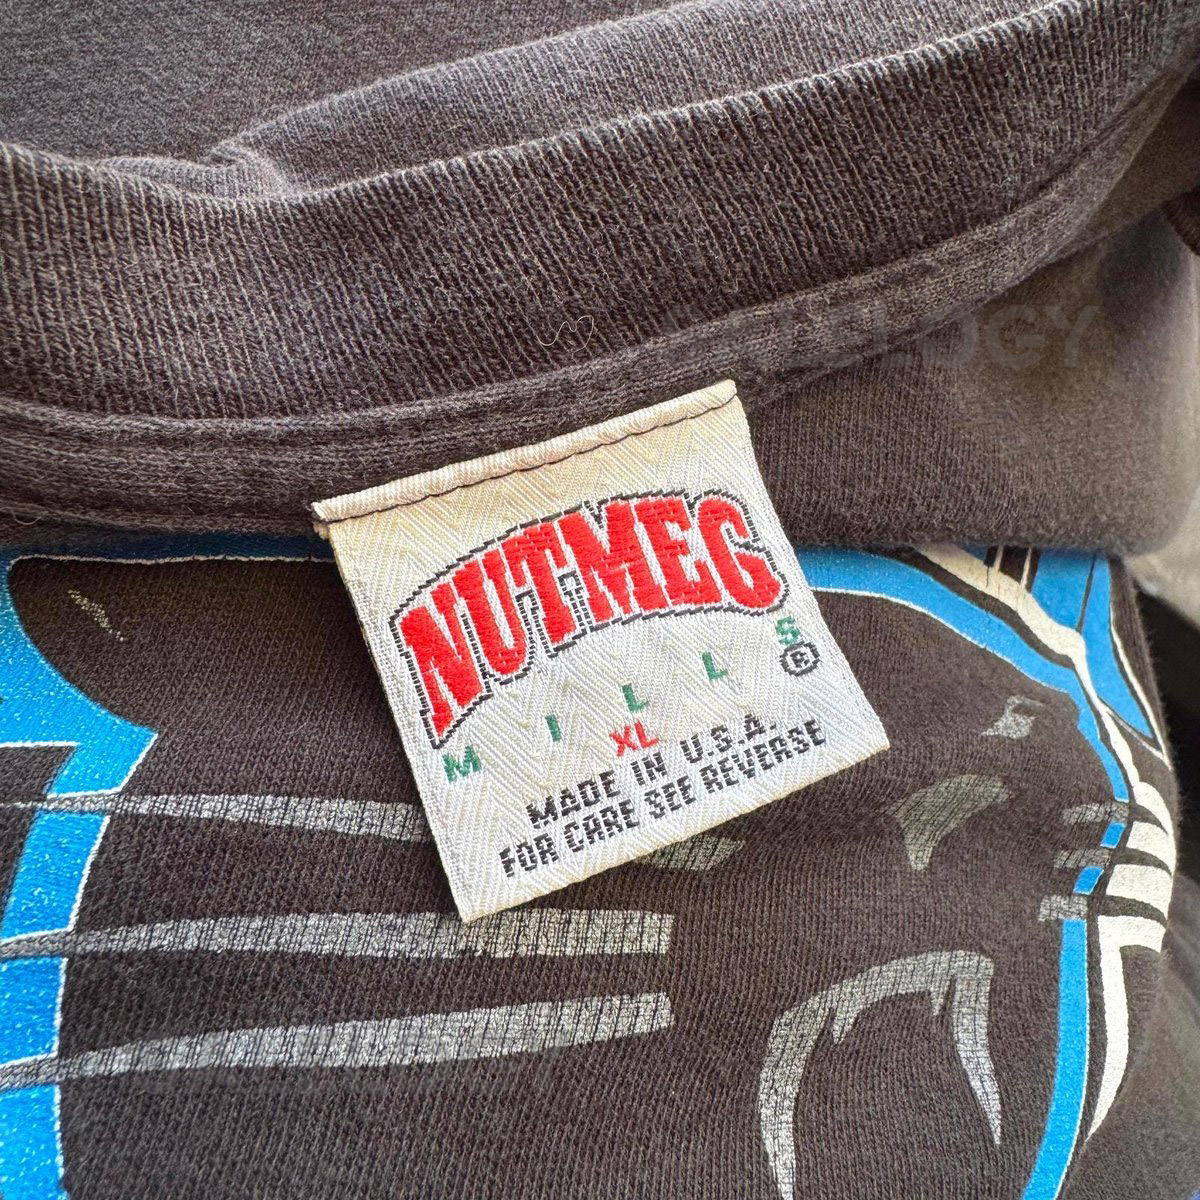 NUTMEG
MILLS ®
XL
MADE IN U.S.A.
FOR CARE SEE REVERSE